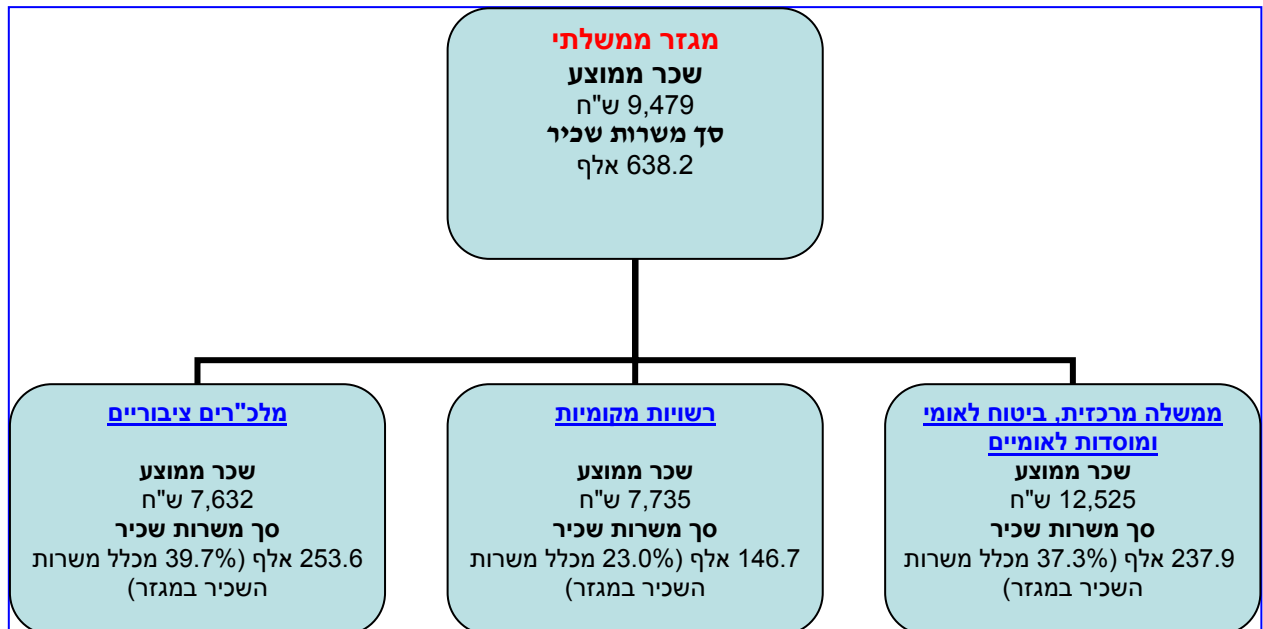 מגזר ממשלתי
שכר ממוצע
9,479 ש"ח
סך משרות שכיר
638.2 אלף
ממשלה מרכזית, ביטוח לאומי
ומוסדות לאומיים
שכר ממוצע
12,525 ש"ח
סך משרות שכיר
237.9 אלף (37.3% מכלל משרות
השכיר במגזר)
רשויות מקומיות
שכר ממוצע
7,735 ש"ח
סך משרות שכיר
146.7 אלף (23.0% מכלל משרות
השכיר במגזר)
מלכ"רים ציבוריים
שכר ממוצע
7,632 ש"ח
סך משרות שכיר
253.6 אלף (39.7% מכלל משרות
השכיר במגזר)